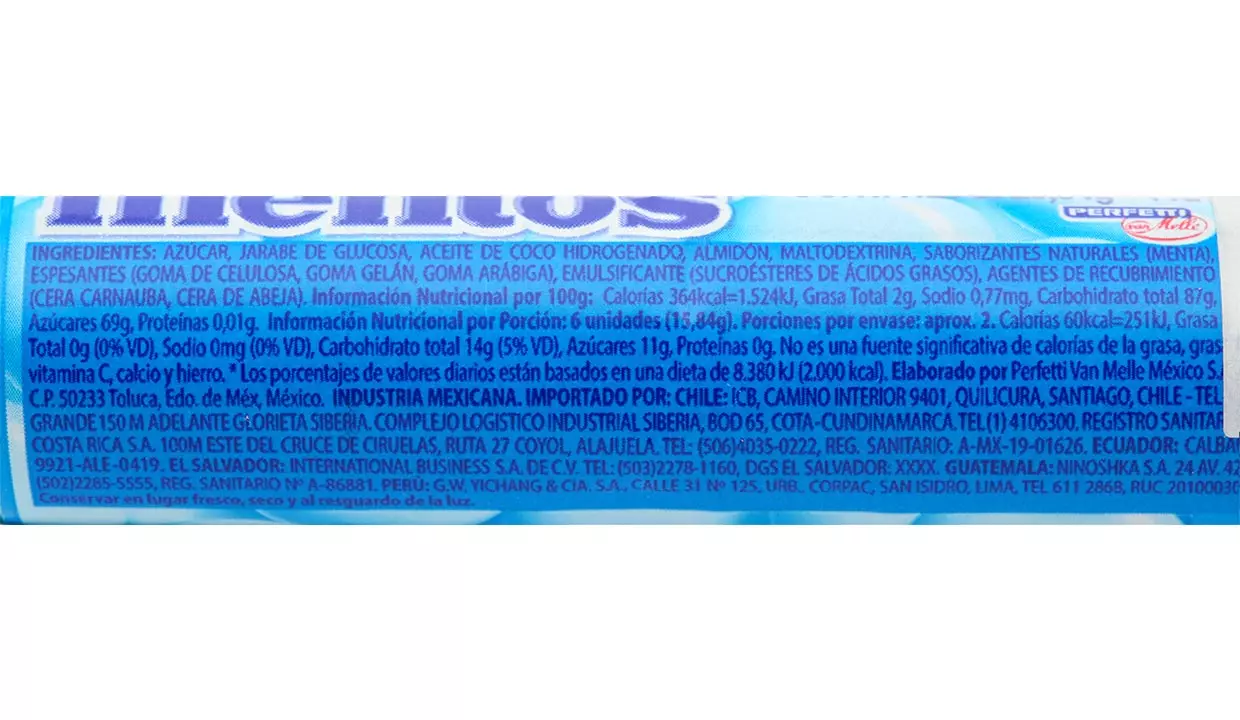 mentos
PERFETTI
van Melle
INGREDIENTES: AZÚCAR, JARABE DE GLUCOSA, ACEITE DE COCO HIDROGENADO, ALMIDÓN, MALTODEXTRINA, SABORIZANTES NATURALES (MENTA),
ESPESANTES (GOMA DE CELULOSA, GOMA GELÁN, GOMA ARÁBIGA), EMULSIFICANTE (SUCROÉSTERES DE ÁCIDOS GRASOS), AGENTES DE RECUBRIMIENTO
(CERA CARNAUBA, CERA DE ABEJA). Información Nutricional por 100g: Calorías 364kcal=1.524kJ, Grasa Total 2g, Sodio 0,77mg, Carbohidrato total 87g,
Azúcares 69g, Proteínas 0,01g. Información Nutricional por Porción: 6 unidades (15,84g). Porciones por envase: aprox. 2. Calorías 60kcal=251kJ, Grasa
Total 0g (0% VD), Sodio 0mg (0% VD), Carbohidrato total 14g (5% VD), Azúcares 11g, Proteínas 0g. No es una fuente significativa de calorías de la grasa, gras
vitamina C, calcio y hierro. * Los porcentajes de valores diarios están basados en una dieta de 8.380 kJ (2.000 kcal). Elaborado por Perfetti Van Melle México S.
C.P. 50233 Toluca, Edo. de Méx, México. INDUSTRIA MEXICANA. IMPORTADO POR: CHILE: ICB, CAMINO INTERIOR 9401, QUILICURA, SANTIAGO, CHILE - TEL.
GRANDE 150 M ADELANTE GLORIETA SIBERIA. COMPLEJO LOGISTICO INDUSTRIAL SIBERIA, BOD 65, COTA- CUNDINAMARCA. TEL(1) 4106300. REGISTRO SANITAR
COSTA RICA S.A. 100M ESTE DEL CRUCE DE CIRUELAS, RUTA 27 COYOL, ALAJUELA. TEL: (506)4035-0222, REG. SANITARIO: A-MX-19-01626. ECUADOR: CALBA
9921-ALE-0419. EL SALVADOR: INTERNATIONAL BUSINESS S.A. DE C.V. TEL: (503)2278-1160, DGS EL SALVADOR: XXXX. GUATEMALA: NINOSHKA S.A. 24 AV. 42
(502)2285-5555, REG. SANITARIO Nº A-86881. PERÚ: G.W. YICHANG & CIA. S.A., CALLE 31 Nº 125, URB. CORPAC, SAN ISIDRO, LIMA, TEL 611 2868, RUC 20100030
Conservar en lugar fresco, seco y al resguardo de la luz.